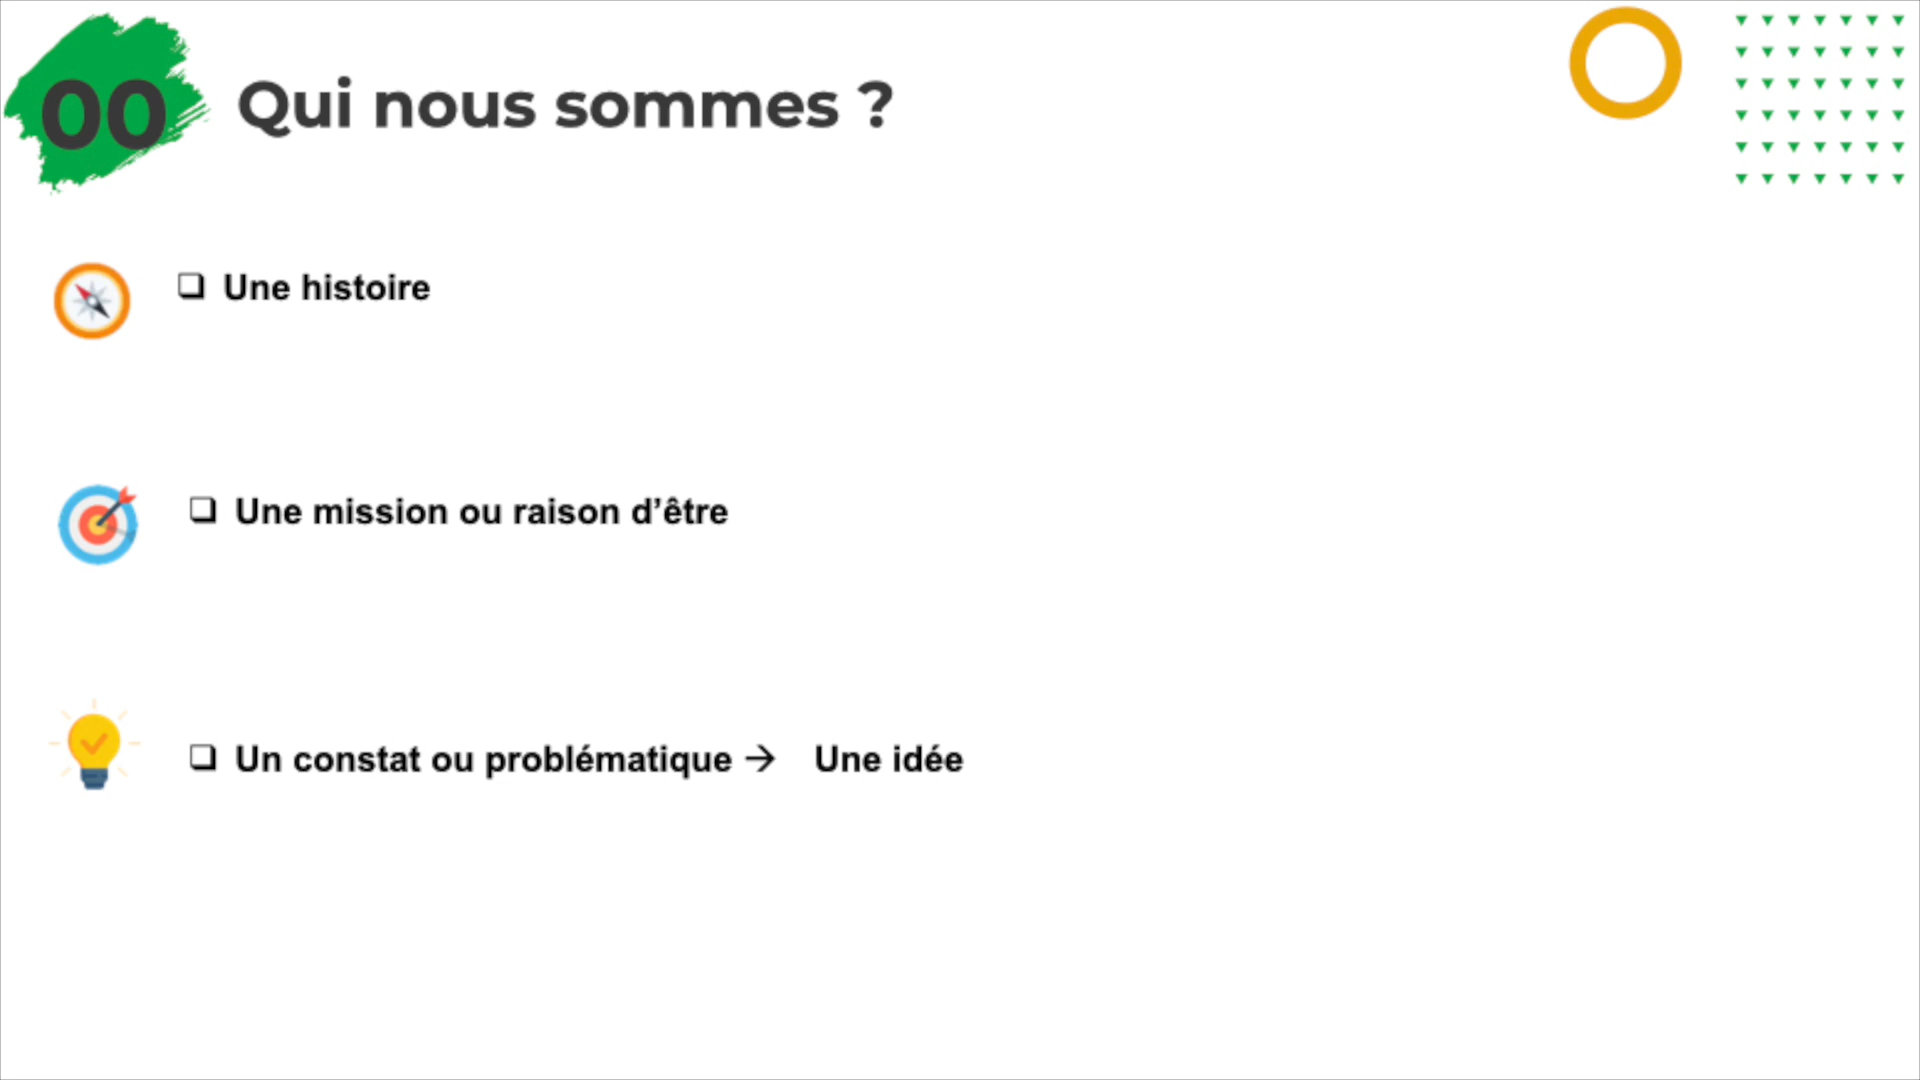 00
Qui nous sommes ?
❑ Une histoire
❑ Une mission ou raison d’être
❑ Un constat ou problématique → Une idée